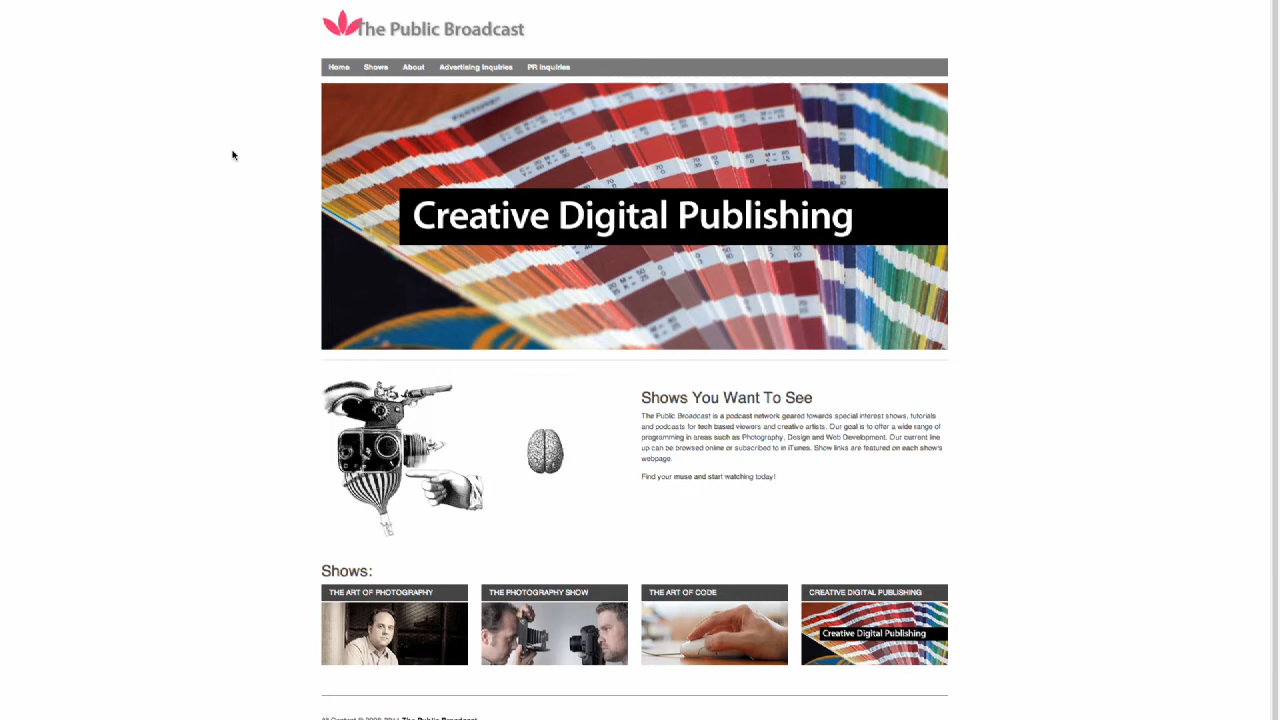 The Public Broadcast
Home Shows About Advertising Inquiries PR Inquiries
Creative Digital Publishing
Shows You Want To See
The Public Broadcast is a podcast network geared towards special interest shows, tutorials
and podcasts for tech based viewers and creative artists. Our goal is to offer a wide range of
programming in areas such as Photography, Design and Web Development. Our current line
up can be browsed online or subscribed to in iTunes. Show links are featured on each show's
webpage.
Find your muse and start watching today!
Shows:
THE ART OF PHOTOGRAPHY
THE PHOTOGRAPHY SHOW
THE ART OF CODE
CREATIVE DIGITAL PUBLISHING
Creative Digital Publishing
The Public Broadcast